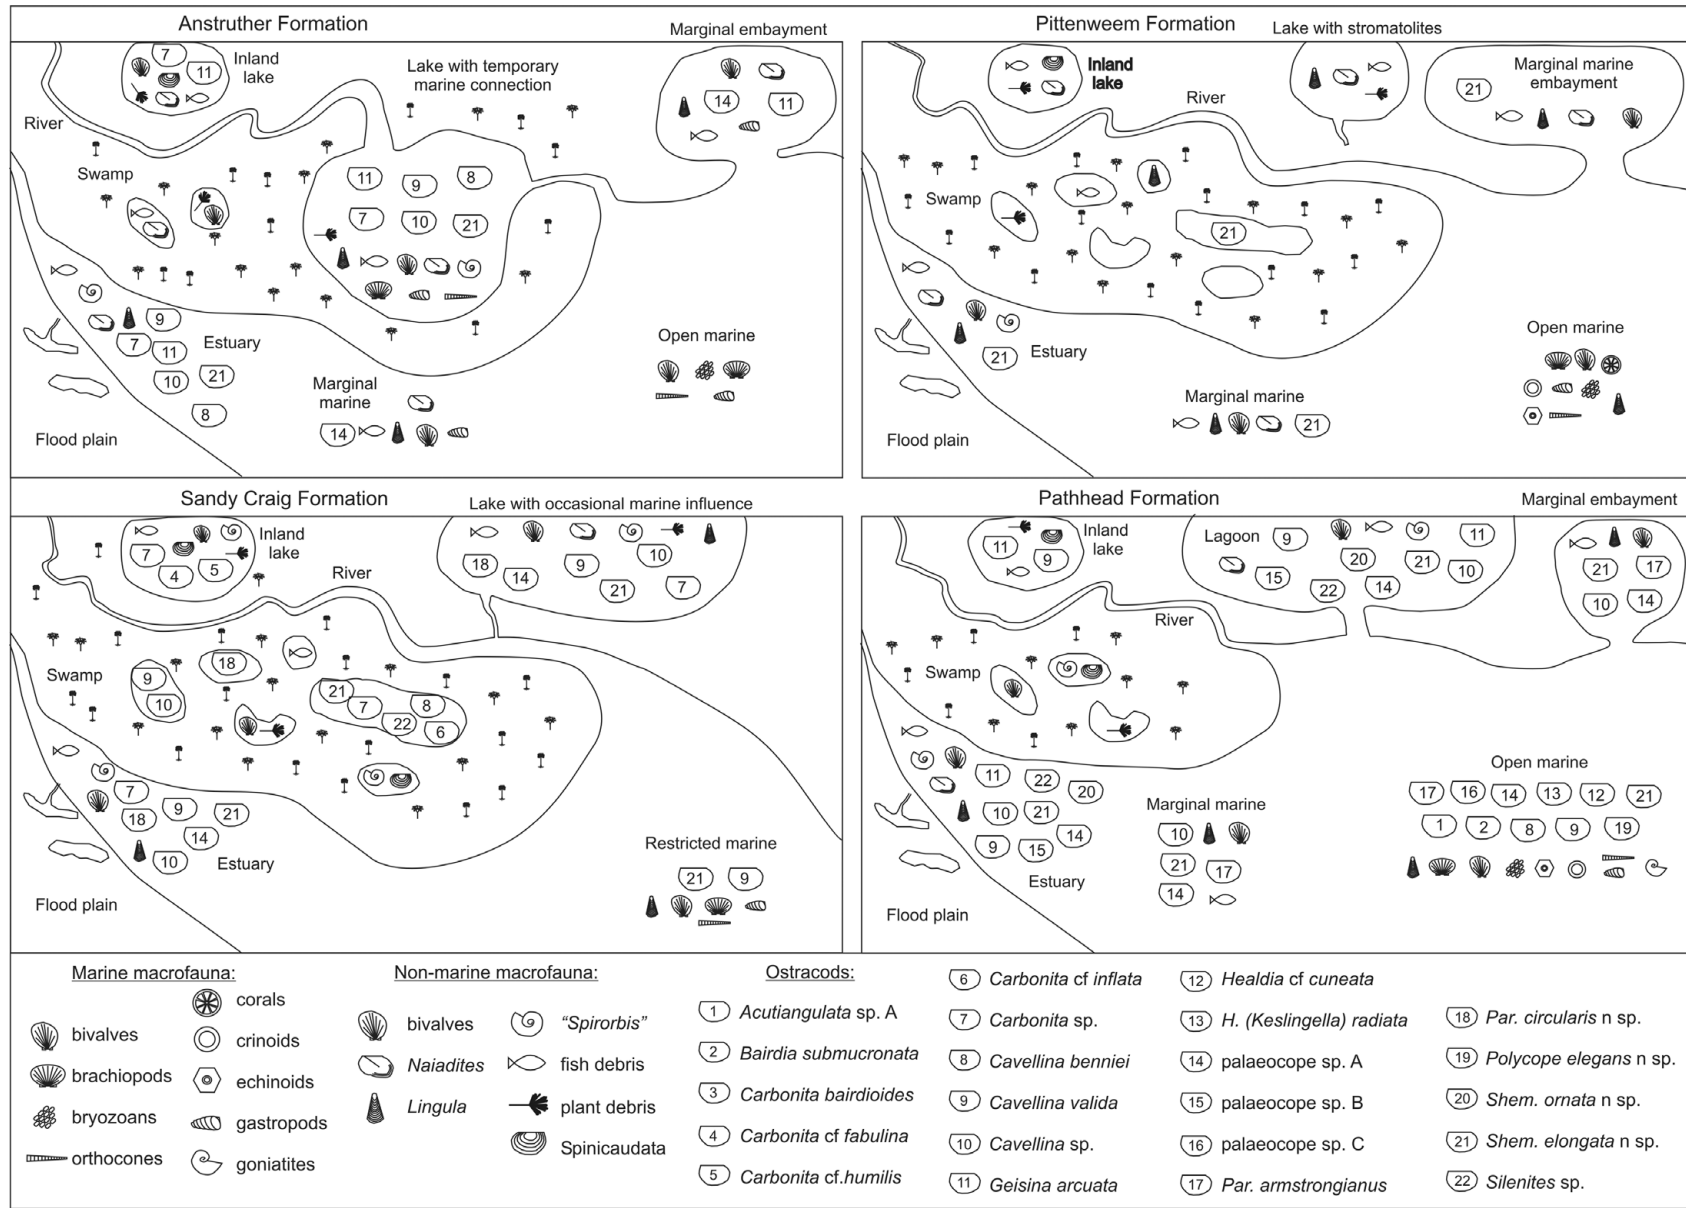 Anstruther Formation
Marginal embayment
Inland
lake
Lake with temporary
marine connection
River
Swamp
Estuary
Flood plain
Marginal
marine
Open marine
7
11
14
11
11
9
8
7
10
21
9
7
11
10
21
8
14
Pittenweem Formation
Lake with stromatolites
Inland
lake
Marginal marine
embayment
River
Swamp
Estuary
Flood plain
Marginal marine
Open marine
21
21
21
21
Sandy Craig Formation
Lake with occasional marine influence
Inland
lake
River
Swamp
Estuary
Flood plain
Restricted marine
7
4
5
18
14
9
10
21
7
18
9
10
21
7
8
22
6
7
9
21
18
14
10
21
9
Pathhead Formation
Marginal embayment
Inland
lake
Lagoon
River
Swamp
Estuary
Flood plain
Marginal marine
Open marine
11
9
9
11
20
21
10
15
22
14
21
17
10
14
11
22
20
10
21
14
9
15
10
21
17
14
17
16
14
13
12
21
1
2
8
9
19
Marine macrofauna:
bivalves
brachiopods
bryozoans
orthocones
corals
crinoids
echinoids
gastropods
goniatites
Non-marine macrofauna:
bivalves
Naiadites
Lingula
“Spirorbis”
fish debris
plant debris
Spinicaudata
Ostracods:
1 Acutiangulata sp. A
2 Bairdia submucronata
3 Carbonita bairdioides
4 Carbonita cf fabulina
5 Carbonita cf.humilis
6 Carbonita cf inflata
7 Carbonita sp.
8 Cavellina benniei
9 Cavellina valida
10 Cavellina sp.
11 Geisina arcuata
12 Healdia cf cuneata
13 H. (Keslingella) radiata
14 palaeocope sp. A
15 palaeocope sp. B
16 palaeocope sp. C
17 Par. armstrongianus
18 Par. circularis n sp.
19 Polycope elegans n sp.
20 Shem. ornata n sp.
21 Shem. elongata n sp.
22 Silenites sp.